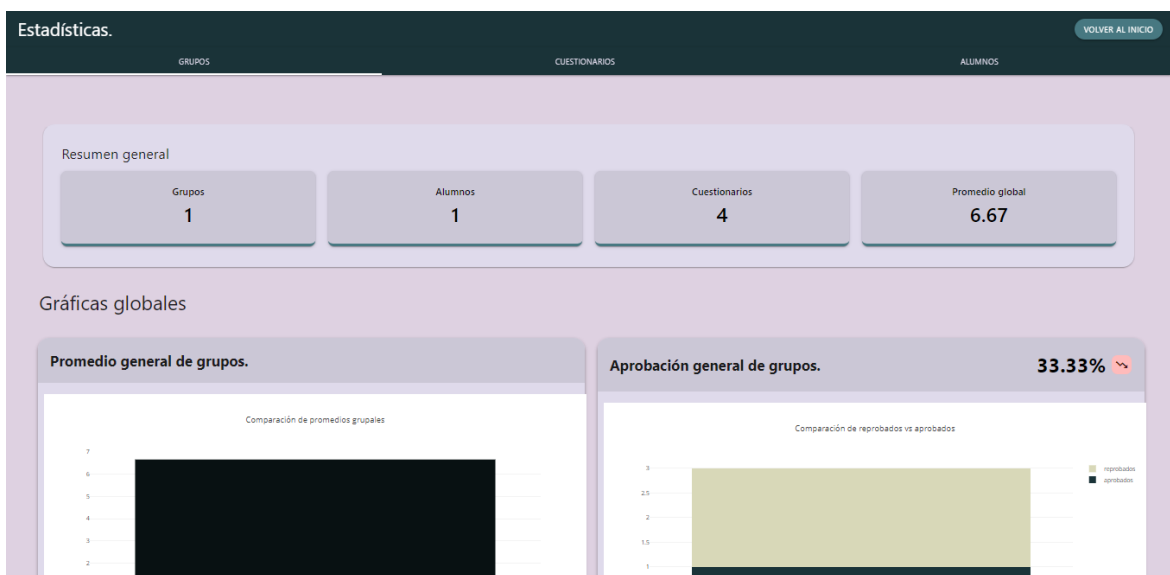 Estadísticas.
VOLVER AL INICIO
GRUPOS
CUESTIONARIOS
ALUMNOS
Resumen general
Grupos
1
Alumnos
1
Cuestionarios
4
Promedio global
6.67
Gráficas globales
Promedio general de grupos.
Comparación de promedios grupales
7
6
5
4
3
2
Aprobación general de grupos.
33.33%
Comparación de reprobados vs aprobados
3
2.5
2
1.5
1
reprobados
aprobados